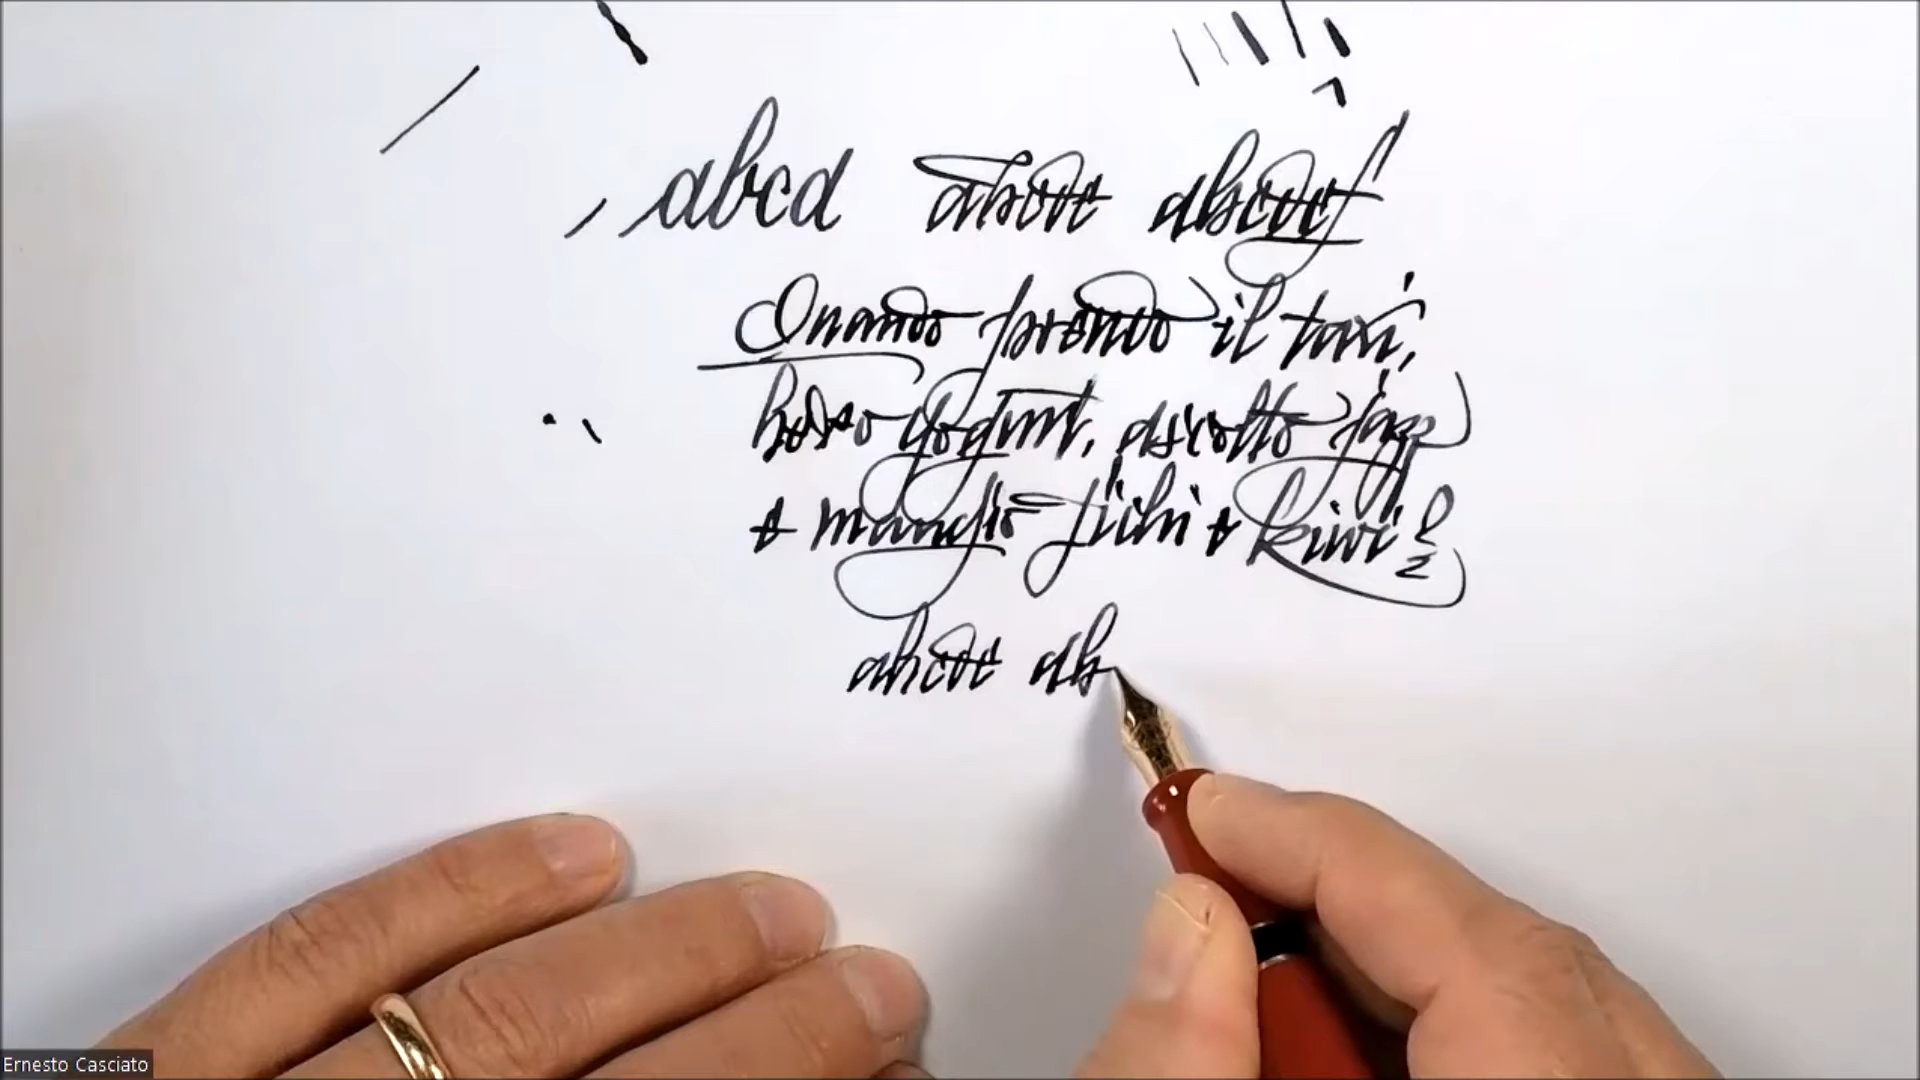 abcd abcde abcdef
Quando prendo il taxi,
bevo yogurt, ascolto jazz
e mangio fichi e kiwi?
abcde ab
Ernesto Casciato